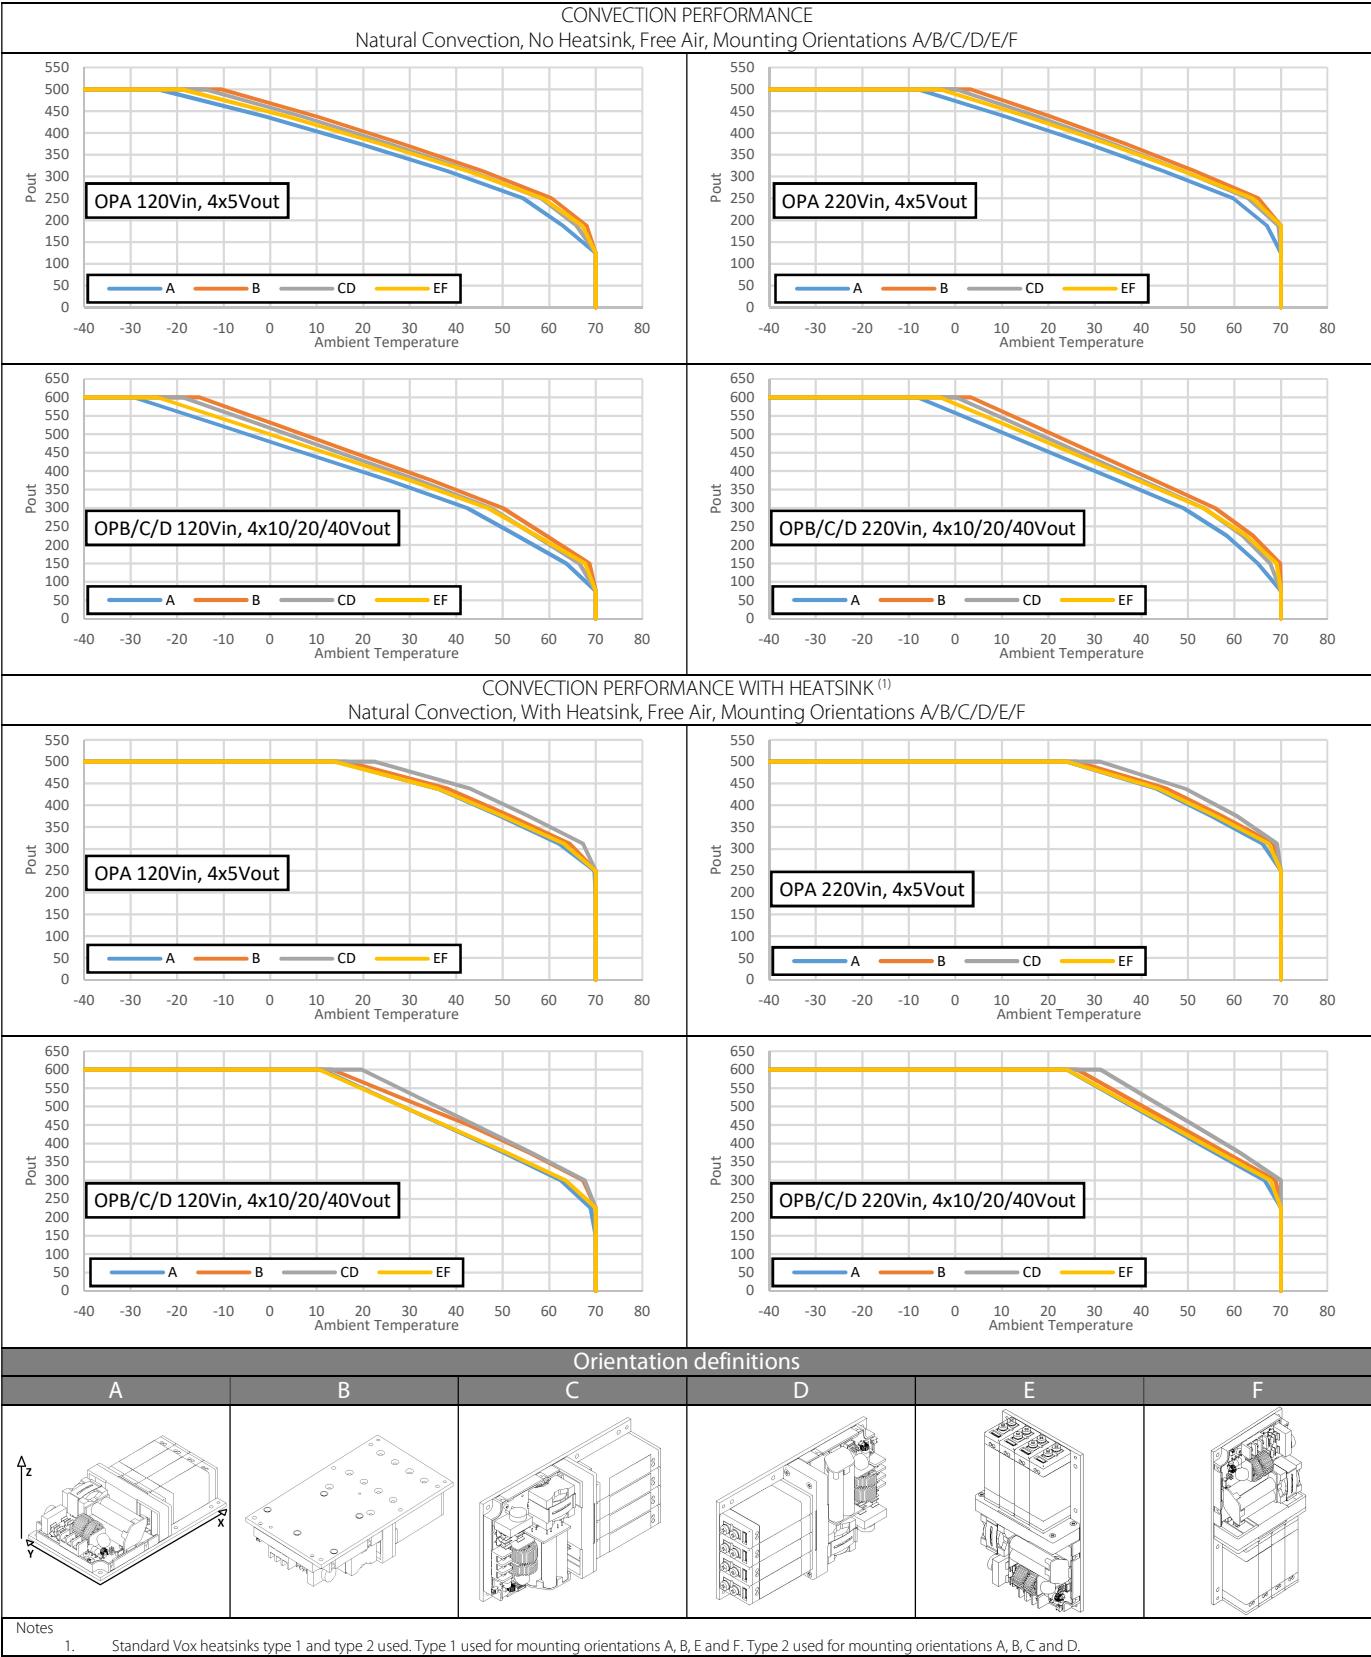 CONVECTION PERFORMANCE
Natural Convection, No Heatsink, Free Air, Mounting Orientations A/B/C/D/E/F
550
500
450
400
350
300
250
200
150
100
50
0
Pout
OPA 120Vin, 4x5Vout
A B CD EF
-40 -30 -20 -10 0 10 20 30 40 50 60 70 80
Ambient Temperature
550
500
450
400
350
300
250
200
150
100
50
0
Pout
OPA 220Vin, 4x5Vout
A B CD EF
-40 -30 -20 -10 0 10 20 30 40 50 60 70 80
Ambient Temperature
650
600
550
500
450
400
350
300
250
200
150
100
50
0
Pout
OPB/C/D 120Vin, 4x10/20/40Vout
A B CD EF
-40 -30 -20 -10 0 10 20 30 40 50 60 70 80
Ambient Temperature
650
600
550
500
450
400
350
300
250
200
150
100
50
0
Pout
OPB/C/D 220Vin, 4x10/20/40Vout
A B CD EF
-40 -30 -20 -10 0 10 20 30 40 50 60 70 80
Ambient Temperature
CONVECTION PERFORMANCE WITH HEATSINK (1)
Natural Convection, With Heatsink, Free Air, Mounting Orientations A/B/C/D/E/F
550
500
450
400
350
300
250
200
150
100
50
0
Pout
OPA 120Vin, 4x5Vout
A B CD EF
-40 -30 -20 -10 0 10 20 30 40 50 60 70 80
Ambient Temperature
550
500
450
400
350
300
250
200
150
100
50
0
Pout
OPA 220Vin, 4x5Vout
A B CD EF
-40 -30 -20 -10 0 10 20 30 40 50 60 70 80
Ambient Temperature
650
600
550
500
450
400
350
300
250
200
150
100
50
0
Pout
OPB/C/D 120Vin, 4x10/20/40Vout
A B CD EF
-40 -30 -20 -10 0 10 20 30 40 50 60 70 80
Ambient Temperature
650
600
550
500
450
400
350
300
250
200
150
100
50
0
Pout
OPB/C/D 220Vin, 4x10/20/40Vout
A B CD EF
-40 -30 -20 -10 0 10 20 30 40 50 60 70 80
Ambient Temperature
Orientation definitions
A B C D E F
Z
X
Y
Notes
1. Standard Vox heatsinks type 1 and type 2 used. Type 1 used for mounting orientations A, B, E and F. Type 2 used for mounting orientations A, B, C and D.